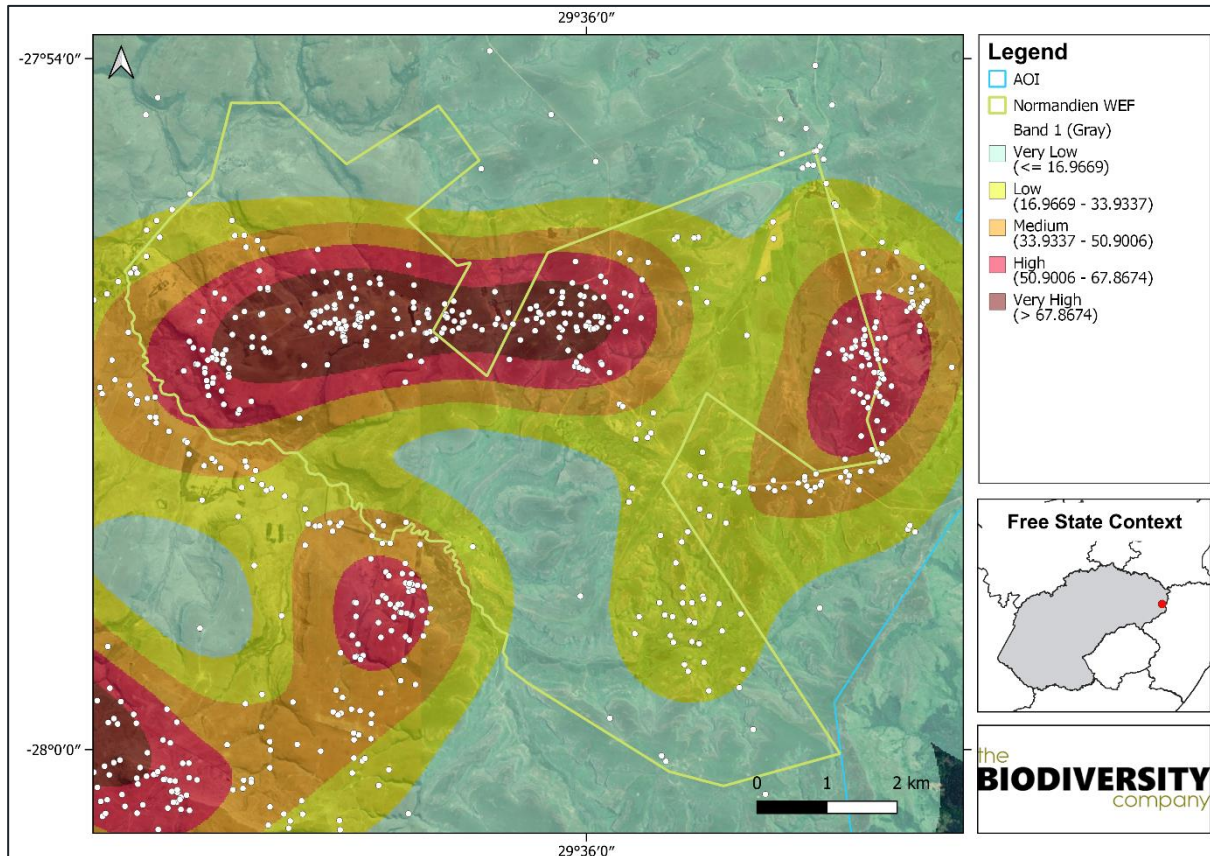 29°36′0″
-27°54′0″
-28°0′0″
0 1 2 km
29°36′0″
Legend
AOI
Normandien WEF
Band 1 (Gray)
Very Low
(<= 16.9669)
Low
(16.9669 - 33.9337)
Medium
(33.9337 - 50.9006)
High
(50.9006 - 67.8674)
Very High
(> 67.8674)
Free State Context
the
BIODIVERSITY
company